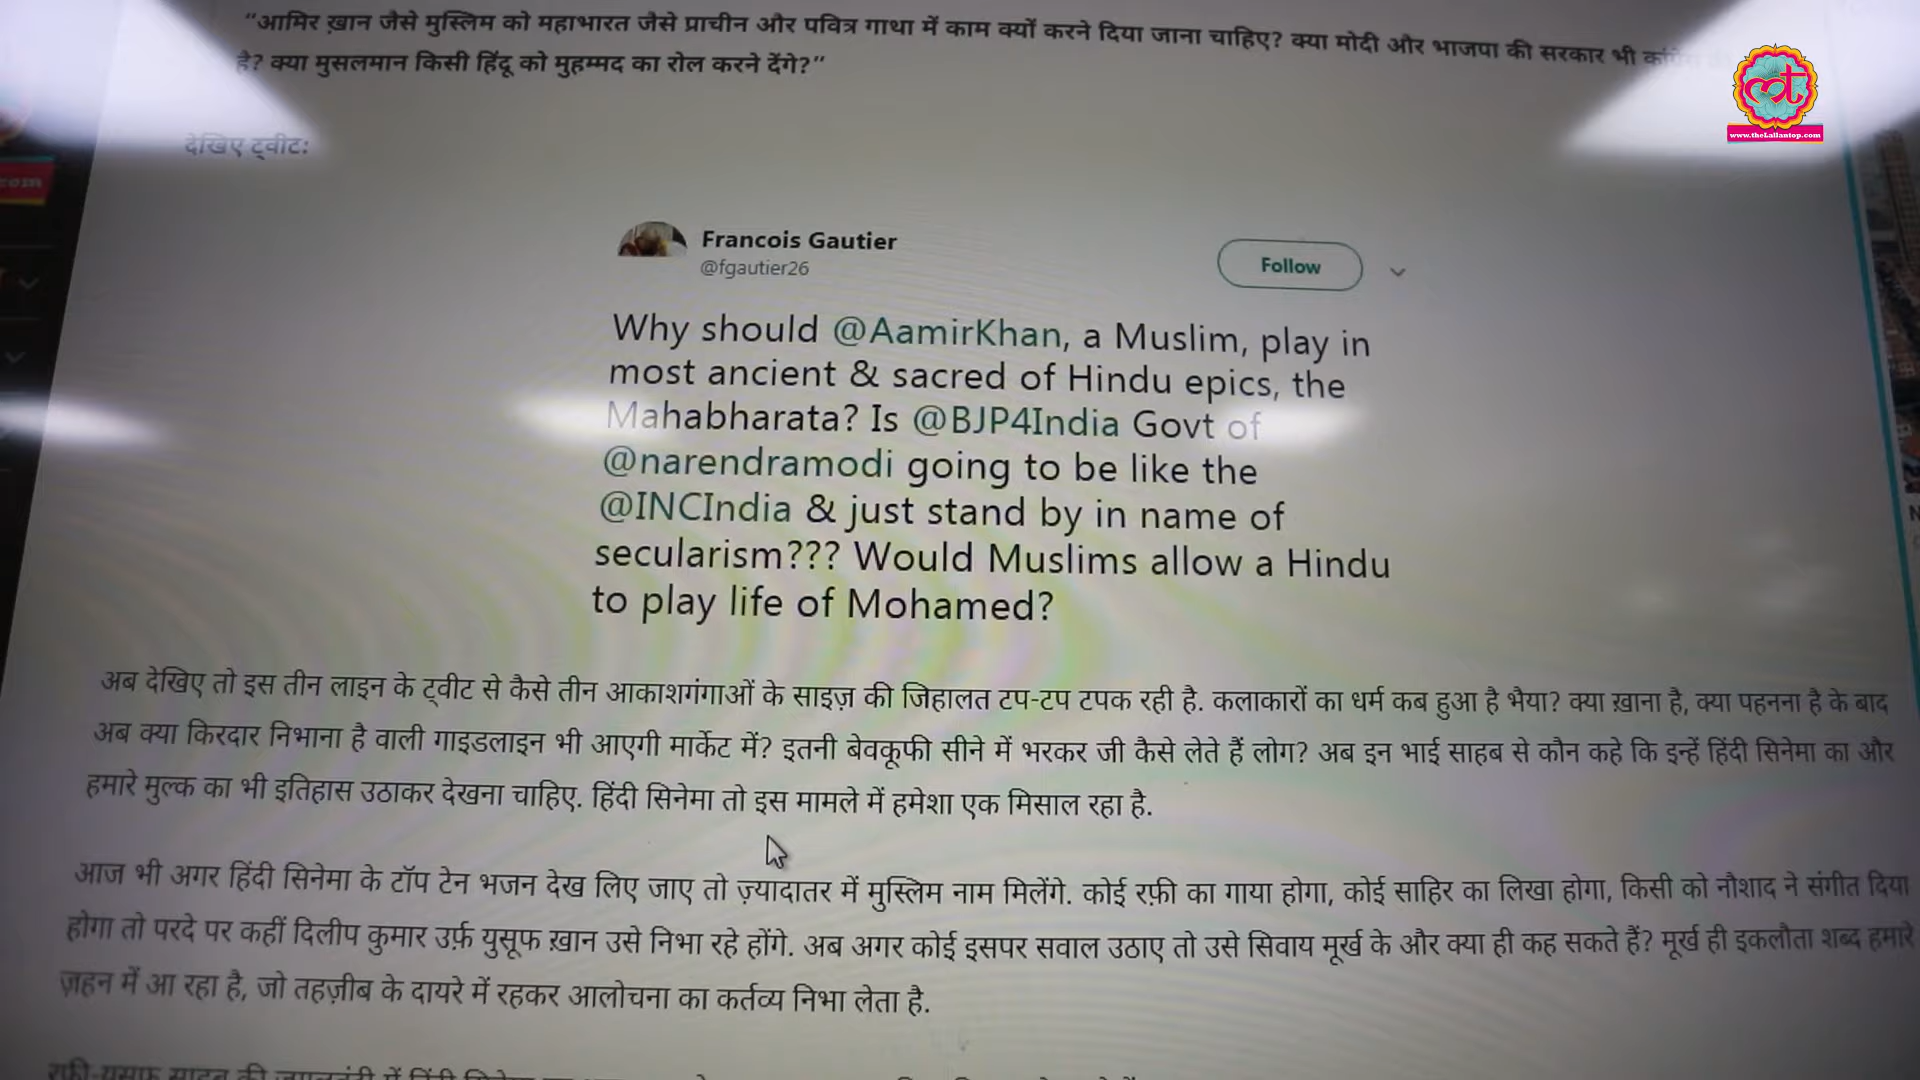 "आमिर ख़ान जैसे मुस्लिम को महाभारत जैसे प्राचीन और पवित्र गाथा में काम क्यों करने दिया जाना चाहिए? क्या मोदी और भाजपा की सरकार भी
है? क्या मुसलमान किसी हिंदू को मुहम्मद का रोल करने देंगे?"
www.theLallantop.com
देखिए ट्वीट:
com
Francois Gautier
@fgautier26
Follow
Why should @AamirKhan, a Muslim, play in
most ancient & sacred of Hindu epics, the
Mahabharata? Is @BJP4India Govt of
@narendramodi going to be like the
@INCIndia & just stand by in name of
secularism??? Would Muslims allow a Hindu
to play life of Mohamed?
अब देखिए तो इस तीन लाइन के ट्वीट से कैसे तीन आकाशगंगाओं के साइज़ की जिहालत टप-टप टपक रही है. कलाकारों का धर्म कब हुआ है भैया? क्या ख़ाना है, क्या पहनना है के बाद
अब क्या किरदार निभाना है वाली गाइडलाइन भी आएगी मार्केट में? इतनी बेवकूफी सीने में भरकर जी कैसे लेते हैं लोग? अब इन भाई साहब से कौन कहे कि इन्हें हिंदी सिनेमा का और
हमारे मुल्क का भी इतिहास उठाकर देखना चाहिए. हिंदी सिनेमा तो इस मामले में हमेशा एक मिसाल रहा है.
आज भी अगर हिंदी सिनेमा के टॉप टेन भजन देख लिए जाए तो ज़्यादातर में मुस्लिम नाम मिलेंगे. कोई रफ़ी का गाया होगा, कोई साहिर का लिखा होगा, किसी को नौशाद ने संगीत दिया
होगा तो परदे पर कहीं दिलीप कुमार उर्फ़ युसूफ ख़ान उसे निभा रहे होंगे. अब अगर कोई इसपर सवाल उठाए तो उसे सिवाय मूर्ख के और क्या ही कह सकते हैं? मूर्ख ही इकलौता शब्द हमारे
ज़हन में आ रहा है, जो तहज़ीब के दायरे में रहकर आलोचना का कर्तव्य निभा लेता है.